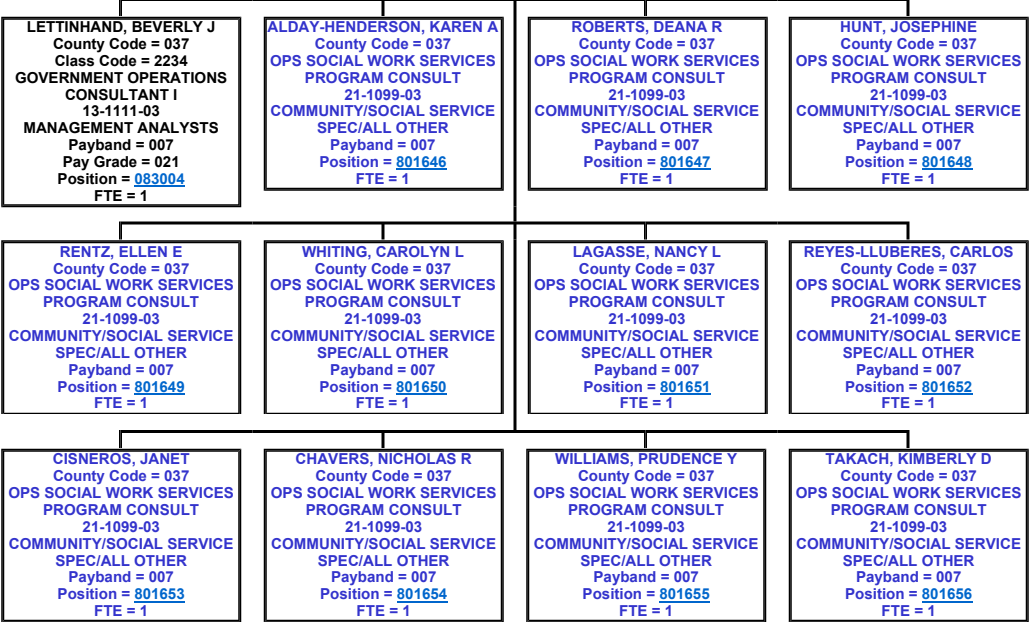 LETTINHAND, BEVERLY J
County Code = 037
Class Code = 2234
GOVERNMENT OPERATIONS
CONSULTANT I
13-1111-03
MANAGEMENT ANALYSTS
Payband = 007
Pay Grade = 021
Position = 083004
FTE = 1
ALDAY-HENDERSON, KAREN A
County Code = 037
OPS SOCIAL WORK SERVICES
PROGRAM CONSULT
21-1099-03
COMMUNITY/SOCIAL SERVICE
SPEC/ALL OTHER
Payband = 007
Position = 801646
FTE = 1
ROBERTS, DEANA R
County Code = 037
OPS SOCIAL WORK SERVICES
PROGRAM CONSULT
21-1099-03
COMMUNITY/SOCIAL SERVICE
SPEC/ALL OTHER
Payband = 007
Position = 801647
FTE = 1
HUNT, JOSEPHINE
County Code = 037
OPS SOCIAL WORK SERVICES
PROGRAM CONSULT
21-1099-03
COMMUNITY/SOCIAL SERVICE
SPEC/ALL OTHER
Payband = 007
Position = 801648
FTE = 1
RENTZ, ELLEN E
County Code = 037
OPS SOCIAL WORK SERVICES
PROGRAM CONSULT
21-1099-03
COMMUNITY/SOCIAL SERVICE
SPEC/ALL OTHER
Payband = 007
Position = 801649
FTE = 1
WHITING, CAROLYN L
County Code = 037
OPS SOCIAL WORK SERVICES
PROGRAM CONSULT
21-1099-03
COMMUNITY/SOCIAL SERVICE
SPEC/ALL OTHER
Payband = 007
Position = 801650
FTE = 1
LAGASSE, NANCY L
County Code = 037
OPS SOCIAL WORK SERVICES
PROGRAM CONSULT
21-1099-03
COMMUNITY/SOCIAL SERVICE
SPEC/ALL OTHER
Payband = 007
Position = 801651
FTE = 1
REYES-LLUBERES, CARLOS
County Code = 037
OPS SOCIAL WORK SERVICES
PROGRAM CONSULT
21-1099-03
COMMUNITY/SOCIAL SERVICE
SPEC/ALL OTHER
Payband = 007
Position = 801652
FTE = 1
CISNEROS, JANET
County Code = 037
OPS SOCIAL WORK SERVICES
PROGRAM CONSULT
21-1099-03
COMMUNITY/SOCIAL SERVICE
SPEC/ALL OTHER
Payband = 007
Position = 801653
FTE = 1
CHAVERS, NICHOLAS R
County Code = 037
OPS SOCIAL WORK SERVICES
PROGRAM CONSULT
21-1099-03
COMMUNITY/SOCIAL SERVICE
SPEC/ALL OTHER
Payband = 007
Position = 801654
FTE = 1
WILLIAMS, PRUDENCE Y
County Code = 037
OPS SOCIAL WORK SERVICES
PROGRAM CONSULT
21-1099-03
COMMUNITY/SOCIAL SERVICE
SPEC/ALL OTHER
Payband = 007
Position = 801655
FTE = 1
TAKACH, KIMBERLY D
County Code = 037
OPS SOCIAL WORK SERVICES
PROGRAM CONSULT
21-1099-03
COMMUNITY/SOCIAL SERVICE
SPEC/ALL OTHER
Payband = 007
Position = 801656
FTE = 1